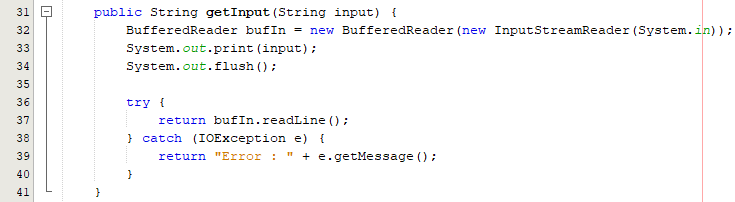 31 public String getInput(String input) {
32 BufferedReader bufIn = new BufferedReader(new InputStreamReader(System.in));
33 System.out.print(input);
34 System.out.flush();
35
36 try {
37 return bufIn.readLine();
38 } catch (IOException e) {
39 return "Error : " + e.getMessage();
40 }
41 }